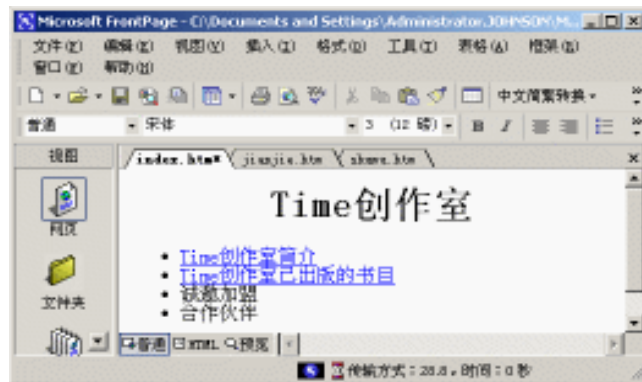 Microsoft FrontPage - C:\Documents and Settings\Administrator.JOHNSON\M...
文件(F) 编辑(E) 视图(V) 插入(I) 格式(O) 工具(T) 表格(A) 框架(R)
窗口(W) 帮助(H)
中文简繁转换
普通 宋体 3 (12 磅) B I
视图 index.htm* jianjie.htm shumu.htm
Time创作室
网页
Time创作室简介
Time创作室已出版的书目
诚邀加盟
文件夹
合作伙伴
普通 HTML 预览
传输方式:28.8,时间:0秒